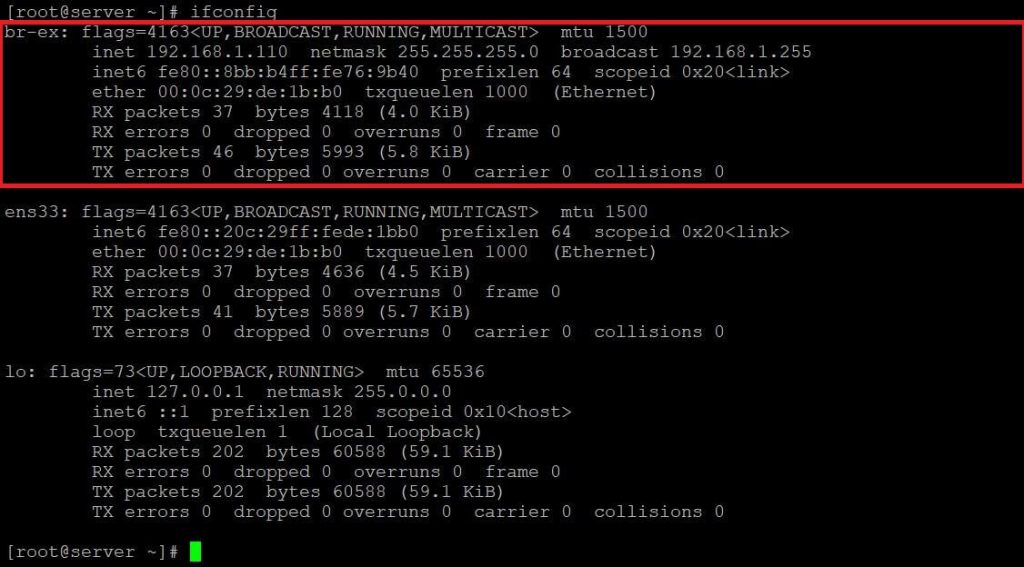 [root@server ~]# ifconfig
br-ex: flags=4163<UP,BROADCAST,RUNNING,MULTICAST>  mtu 1500
        inet 192.168.1.110  netmask 255.255.255.0  broadcast 192.168.1.255
        inet6 fe80::8bb:b4ff:fe76:9b40  prefixlen 64  scopeid 0x20<link>
        ether 00:0c:29:de:1b:b0  txqueuelen 1000  (Ethernet)
        RX packets 37  bytes 4118 (4.0 KiB)
        RX errors 0  dropped 0  overruns 0  frame 0
        TX packets 46  bytes 5993 (5.8 KiB)
        TX errors 0  dropped 0 overruns 0  carrier 0  collisions 0

ens33: flags=4163<UP,BROADCAST,RUNNING,MULTICAST>  mtu 1500
        inet6 fe80::20c:29ff:fede:1bb0  prefixlen 64  scopeid 0x20<link>
        ether 00:0c:29:de:1b:b0  txqueuelen 1000  (Ethernet)
        RX packets 37  bytes 4636 (4.5 KiB)
        RX errors 0  dropped 0  overruns 0  frame 0
        TX packets 41  bytes 5889 (5.7 KiB)
        TX errors 0  dropped 0 overruns 0  carrier 0  collisions 0

lo: flags=73<UP,LOOPBACK,RUNNING>  mtu 65536
        inet 127.0.0.1  netmask 255.0.0.0
        inet6 ::1  prefixlen 128  scopeid 0x10<host>
        loop  txqueuelen 1  (Local Loopback)
        RX packets 202  bytes 60588 (59.1 KiB)
        RX errors 0  dropped 0  overruns 0  frame 0
        TX packets 202  bytes 60588 (59.1 KiB)
        TX errors 0  dropped 0 overruns 0  carrier 0  collisions 0

[root@server ~]#